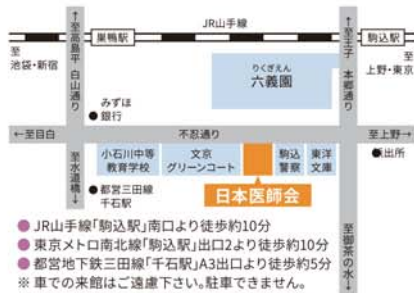 JR山手線
巣鴨駅
駒込駅
至
池袋・新宿
至
上野・東京
←至高島平 白山通り
←至王子 本郷通り
りくぎえん
六義園
みずほ
銀行
←至目白
不忍通り
至上野→
小石川中等
教育学校
文京
グリーンコート
駒込
警察
東洋
文庫
出所
日本医師会
至水道橋→
都営三田線
千石駅
至御茶の水→
●JR山手線「駒込駅」南口より徒歩約10分
●東京メトロ南北線「駒込駅」出口2より徒歩約10分
●都営地下鉄三田線「千石駅」A3出口より徒歩約5分
※車での来館はご遠慮下さい。駐車できません。